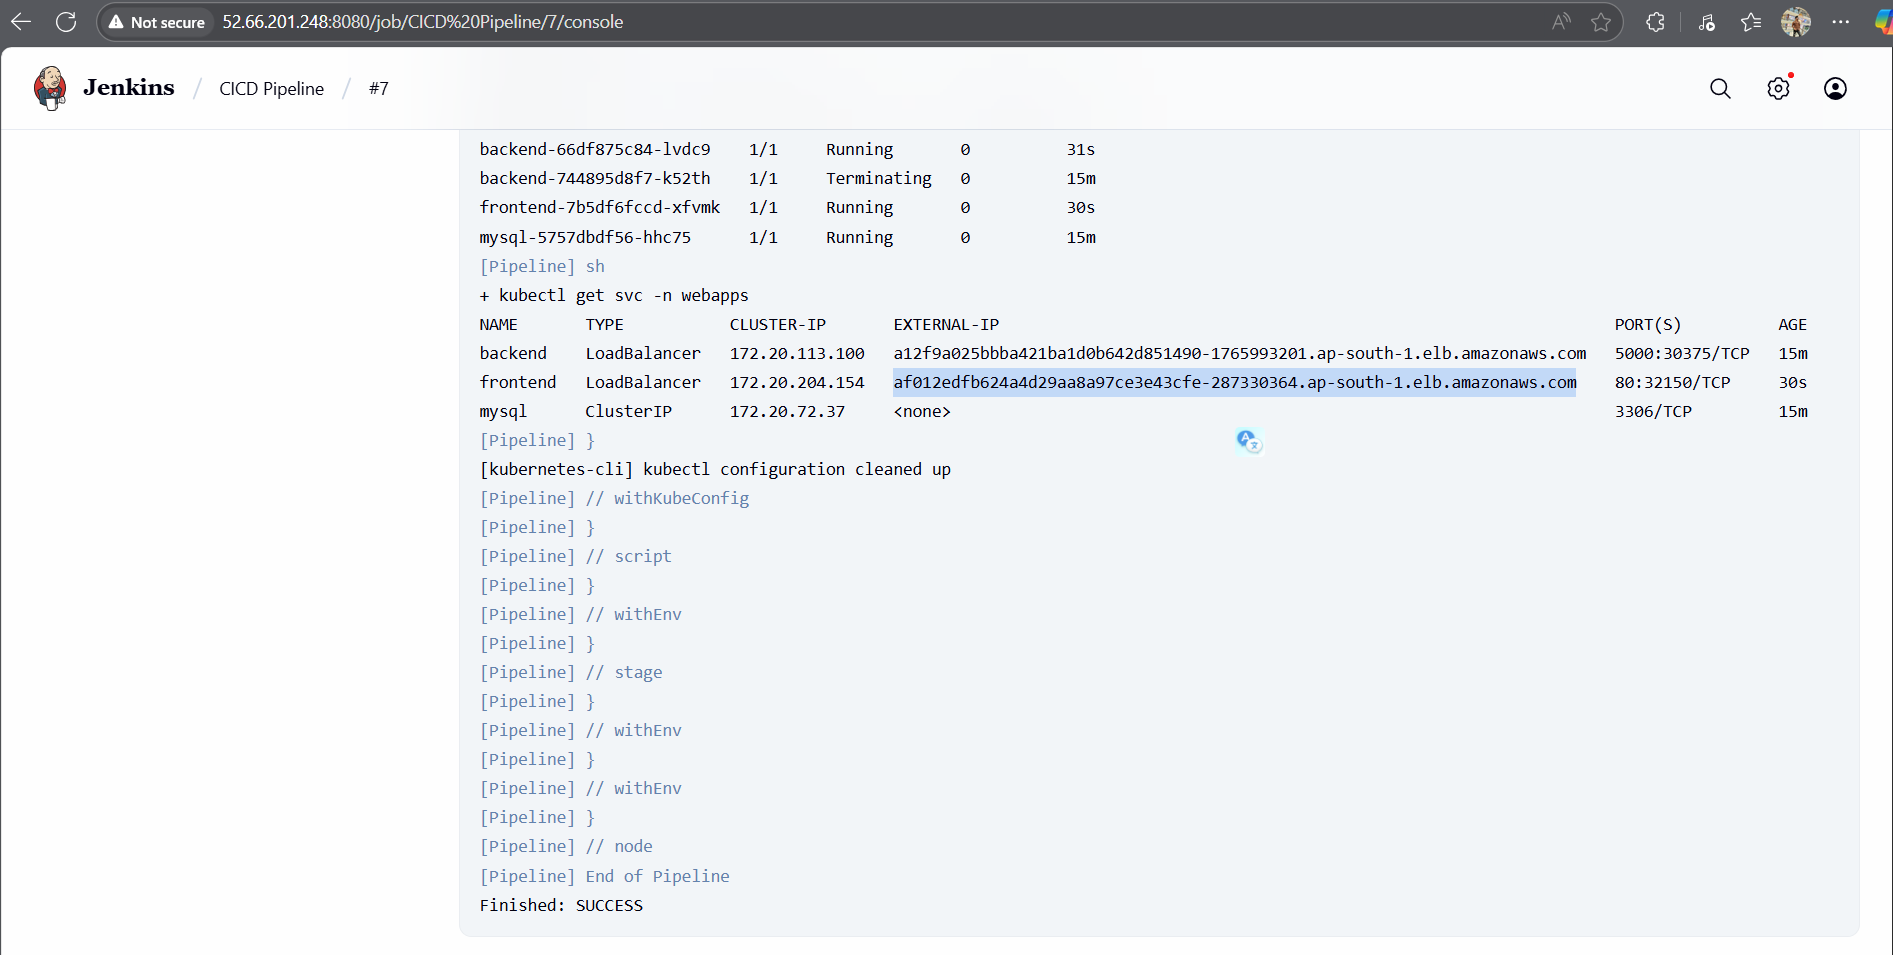 Not secure 52.66.201.248:8080/job/CICD%20Pipeline/7/console
Jenkins / CICD Pipeline / #7
backend-66df875c84-lvdc9 1/1 Running 0 31s
backend-744895d8f7-k52th 1/1 Terminating 0 15m
frontend-7b5df6fccd-xfvmk 1/1 Running 0 30s
mysql-5757dbdf56-hhc75 1/1 Running 0 15m
[Pipeline] sh
+ kubectl get svc -n webapps
NAME TYPE CLUSTER-IP EXTERNAL-IP PORT(S) AGE
backend LoadBalancer 172.20.113.100 a12f9a025bbba421ba1d0b642d851490-1765993201.ap-south-1.elb.amazonaws.com 5000:30375/TCP 15m
frontend LoadBalancer 172.20.204.154 af012edfb624a4d29aa8a97ce3e43cfe-287330364.ap-south-1.elb.amazonaws.com 80:32150/TCP 30s
mysql ClusterIP 172.20.72.37 <none> 3306/TCP 15m
[Pipeline] }
[kubernetes-cli] kubectl configuration cleaned up
[Pipeline] // withKubeConfig
[Pipeline] }
[Pipeline] // script
[Pipeline] }
[Pipeline] // withEnv
[Pipeline] }
[Pipeline] // stage
[Pipeline] }
[Pipeline] // withEnv
[Pipeline] }
[Pipeline] // withEnv
[Pipeline] }
[Pipeline] // node
[Pipeline] End of Pipeline
Finished: SUCCESS